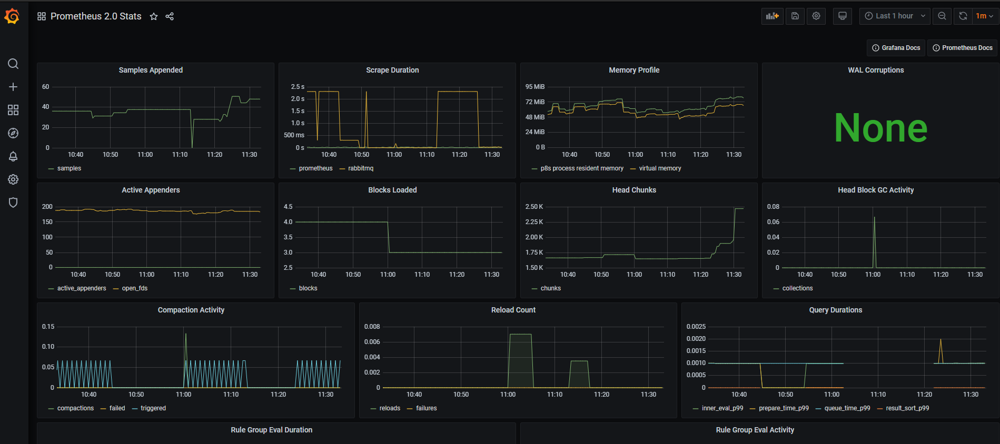 Prometheus 2.0 Stats
Last 1 hour
1m
Grafana Docs
Prometheus Docs
Samples Appended
60
40
20
0
10:40 10:50 11:00 11:10 11:20 11:30
samples
Scrape Duration
2.5 s
2.0 s
1.5 s
1.0 s
500 ms
0 s
10:40 10:50 11:00 11:10 11:20 11:30
prometheus rabbitmq
Memory Profile
95 MiB
72 MiB
48 MiB
24 MiB
0 B
10:40 10:50 11:00 11:10 11:20 11:30
p8s process resident memory virtual memory
WAL Corruptions
None
Active Appenders
200
150
100
50
0
10:40 10:50 11:00 11:10 11:20 11:30
active_appenders open_fds
Blocks Loaded
4.5
4.0
3.5
3.0
2.5
10:40 10:50 11:00 11:10 11:20 11:30
blocks
Head Chunks
2.50 K
2.25 K
2.00 K
1.75 K
1.50 K
10:40 10:50 11:00 11:10 11:20 11:30
chunks
Head Block GC Activity
0.08
0.06
0.04
0.02
0
10:40 10:50 11:00 11:10 11:20 11:30
collections
Compaction Activity
0.15
0.10
0.05
0
10:40 10:50 11:00 11:10 11:20 11:30
compactions failed triggered
Reload Count
0.008
0.006
0.004
0.002
0
10:40 10:50 11:00 11:10 11:20 11:30
reloads failures
Query Durations
0.0025
0.0020
0.0015
0.0010
0.0005
0
10:40 10:50 11:00 11:10 11:20 11:30
inner_eval_p99 prepare_time_p99 queue_time_p99 result_sort_p99
Rule Group Eval Duration
Rule Group Eval Activity